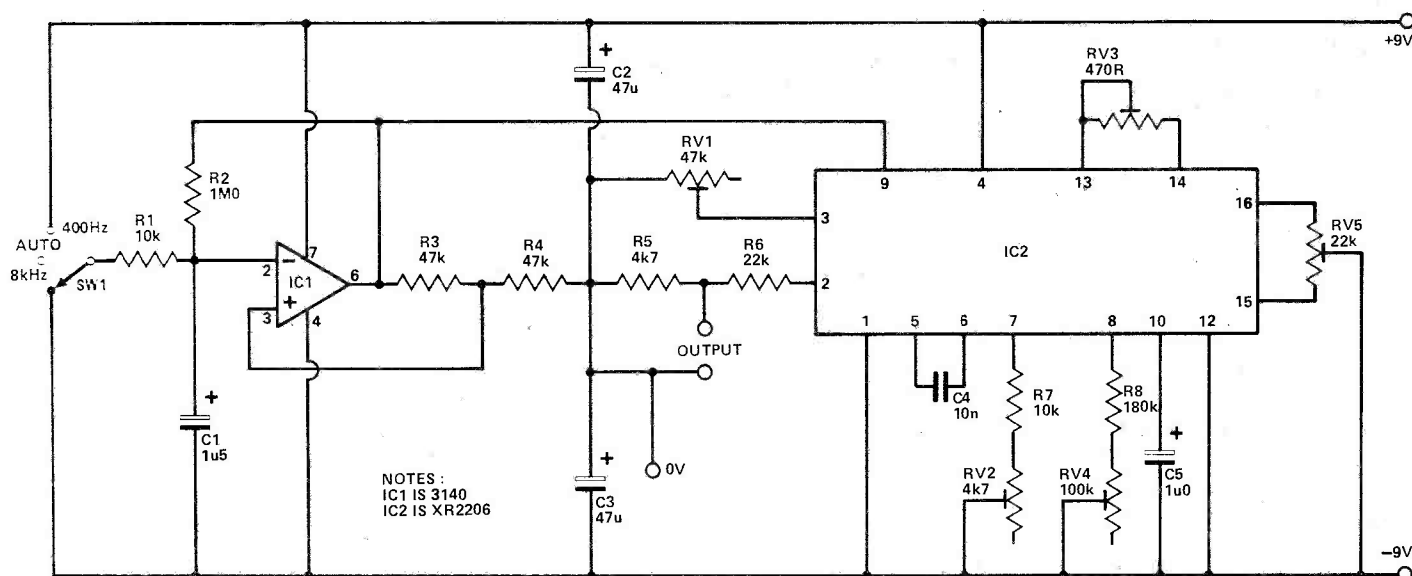 +9V
C2
47u
RV3
470R
RV1
47k
R2
1M0
9
4
13
14
16
400Hz
AUTO
8kHz
SW1
R1
10k
2
7
IC1
6
3
4
R3
47k
R4
47k
R5
4k7
R6
22k
3
2
IC2
RV5
22k
15
1
5
6
7
8
10
12
OUTPUT
C4
10n
R7
10k
R8
180k
C1
1u5
0V
RV2
4k7
RV4
100k
C5
1u0
NOTES :
IC1 IS 3140
IC2 IS XR2206
C3
47u
−9V